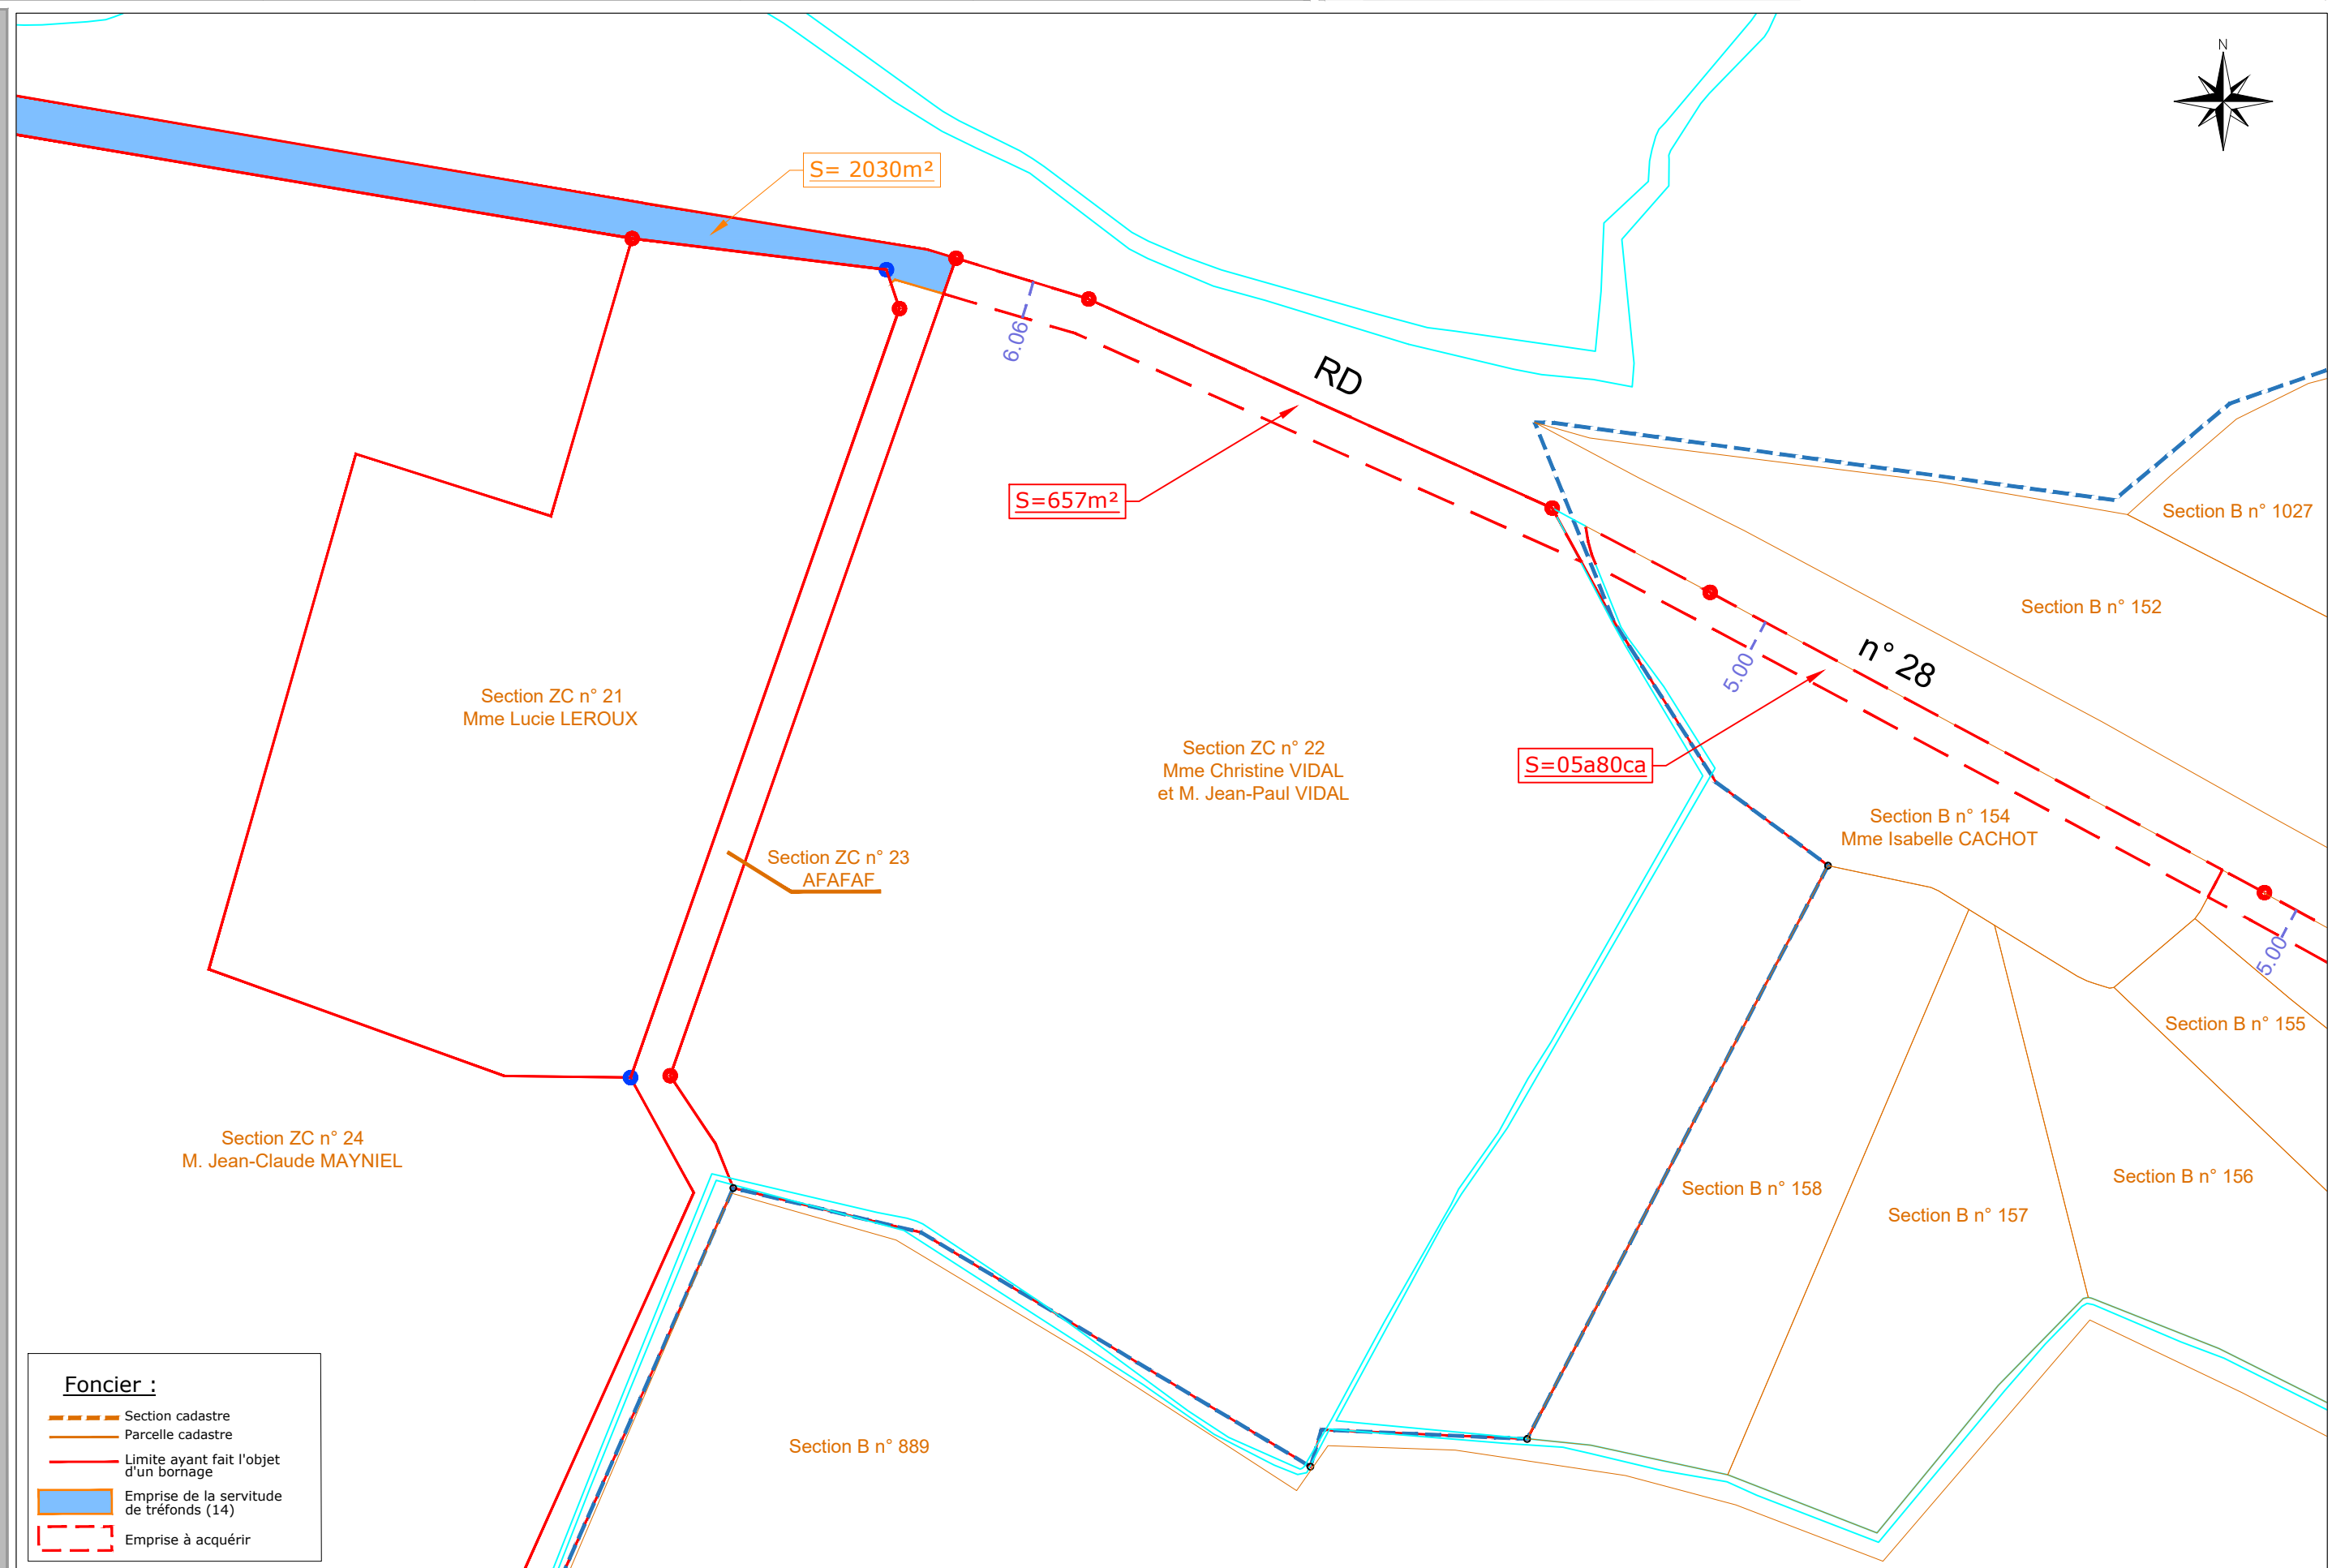 N
S= 2030m²
6.06
RD
S=657m²
Section B n° 1027
Section B n° 152
n° 28
5.00
Section ZC n° 21
Mme Lucie LEROUX
Section ZC n° 22
Mme Christine VIDAL
et M. Jean-Paul VIDAL
S=05a80ca
Section B n° 154
Mme Isabelle CACHOT
Section ZC n° 23
AFAFAF
5.00
Section B n° 155
Section ZC n° 24
M. Jean-Claude MAYNIEL
Section B n° 156
Section B n° 158
Section B n° 157
Section B n° 889
Foncier :
Section cadastre
Parcelle cadastre
Limite ayant fait l'objet
d'un bornage
Emprise de la servitude
de tréfonds (14)
Emprise à acquérir